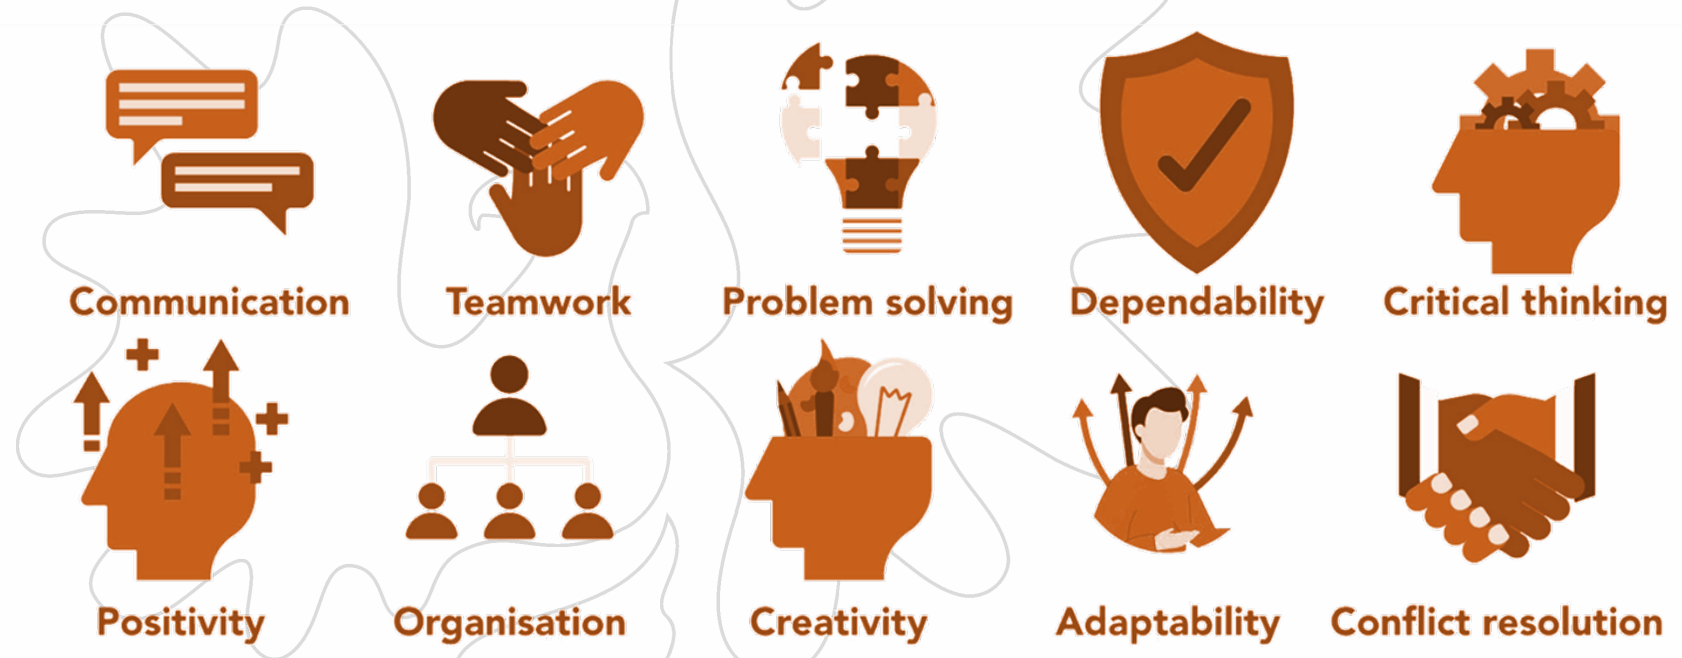 Communication
Teamwork
Problem solving
Dependability
Critical thinking
Positivity
Organisation
Creativity
Adaptability
Conflict resolution